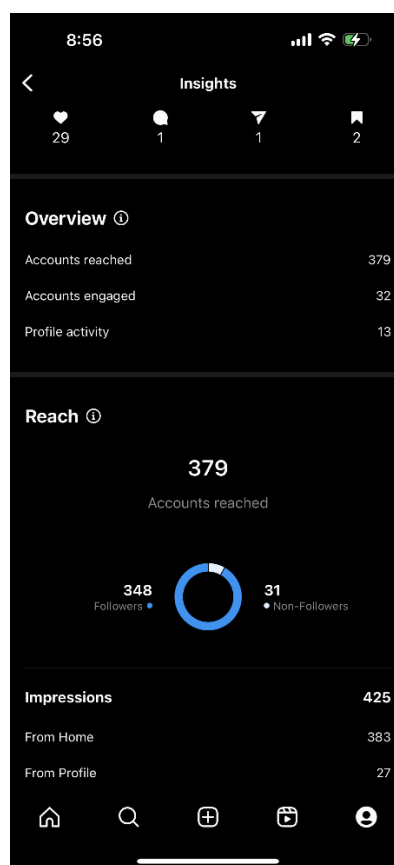 8:56
Insights
29 1 1 2
Overview
Accounts reached 379
Accounts engaged 32
Profile activity 13
Reach
379
Accounts reached
348 31
Followers Non-Followers
Impressions 425
From Home 383
From Profile 27